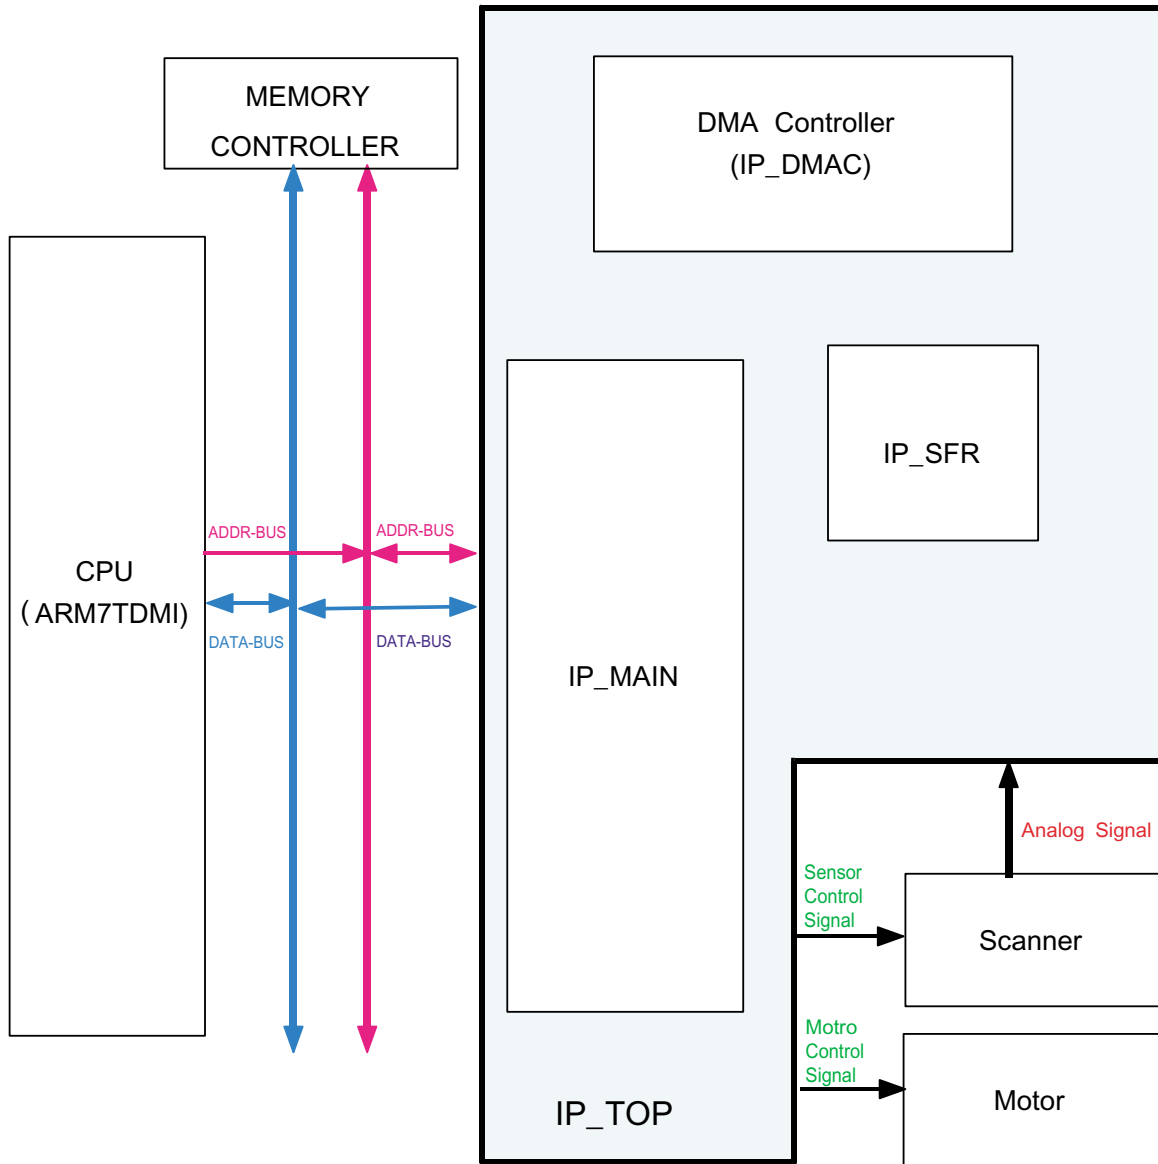 MEMORY
CONTROLLER
DMA Controller
(IP_DMAC)
IP_SFR
ADDR-BUS
ADDR-BUS
CPU
(ARM7TDMI)
DATA-BUS
DATA-BUS
IP_MAIN
Analog Signal
Sensor
Control
Signal
Scanner
Motro
Control
Signal
Motor
IP_TOP